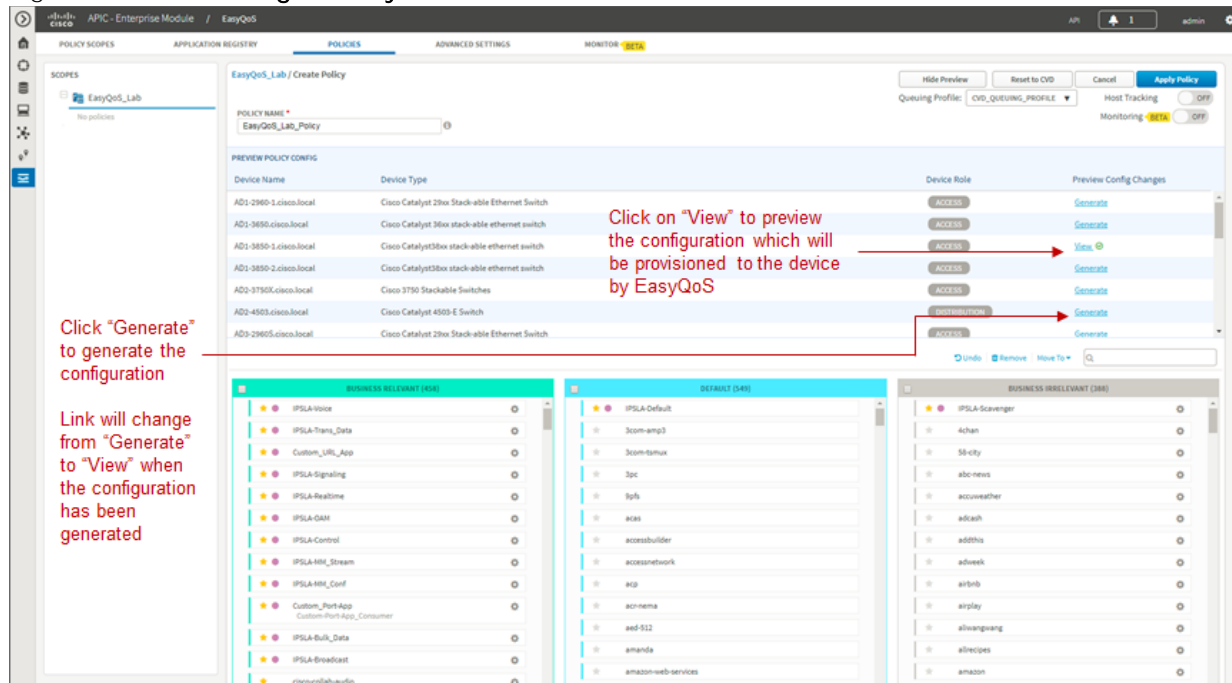 cisco APIC - Enterprise Module / EasyQoS
API 1 admin
POLICY SCOPES APPLICATION REGISTRY POLICIES ADVANCED SETTINGS MONITOR BETA
SCOPES
EasyQoS_Lab
No policies
EasyQoS_Lab / Create Policy
Hide Preview Reset to CVD Cancel Apply Policy
Queuing Profile: CVD_QUEUING_PROFILE Host Tracking OFF
Monitoring BETA OFF
POLICY NAME *
EasyQoS_Lab_Policy
PREVIEW POLICY CONFIG
Device Name Device Type Device Role Preview Config Changes
AD1-2960-1.cisco.local Cisco Catalyst 29xx Stack-able Ethernet Switch ACCESS Generate
AD1-3650.cisco.local Cisco Catalyst 36xx stack-able ethernet switch ACCESS Generate
AD1-3850-1.cisco.local Cisco Catalyst38xx stack-able ethernet switch ACCESS View
AD1-3850-2.cisco.local Cisco Catalyst38xx stack-able ethernet switch ACCESS Generate
AD2-3750X.cisco.local Cisco 3750 Stackable Switches ACCESS Generate
AD2-4503.cisco.local Cisco Catalyst 4503-E Switch DISTRIBUTION Generate
AD3-2960S.cisco.local Cisco Catalyst 29xx Stack-able Ethernet Switch ACCESS Generate
Click on “View” to preview
the configuration which will
be provisioned to the device
by EasyQoS
Click “Generate”
to generate the
configuration
Link will change
from “Generate”
to “View” when
the configuration
has been
generated
Undo Remove Move To
BUSINESS RELEVANT (458)
IPSLA-Voice
IPSLA-Trans_Data
Custom_URL_App
IPSLA-Signaling
IPSLA-Realtime
IPSLA-OAM
IPSLA-Control
IPSLA-MM_Stream
IPSLA-MM_Conf
Custom_Port-App
Custom-Port-App_Consumer
IPSLA-Bulk_Data
IPSLA-Broadcast
cisco-collab-audio
DEFAULT (549)
IPSLA-Default
3com-amp3
3com-tsmux
3pc
9pfs
acas
accessbuilder
accessnetwork
acp
acr-nema
aed-512
amanda
amazon-web-services
BUSINESS IRRELEVANT (388)
IPSLA-Scavenger
4chan
58-city
abc-news
accuweather
adcash
addthis
adweek
airbnb
airplay
aliwangwang
allrecipes
amazon